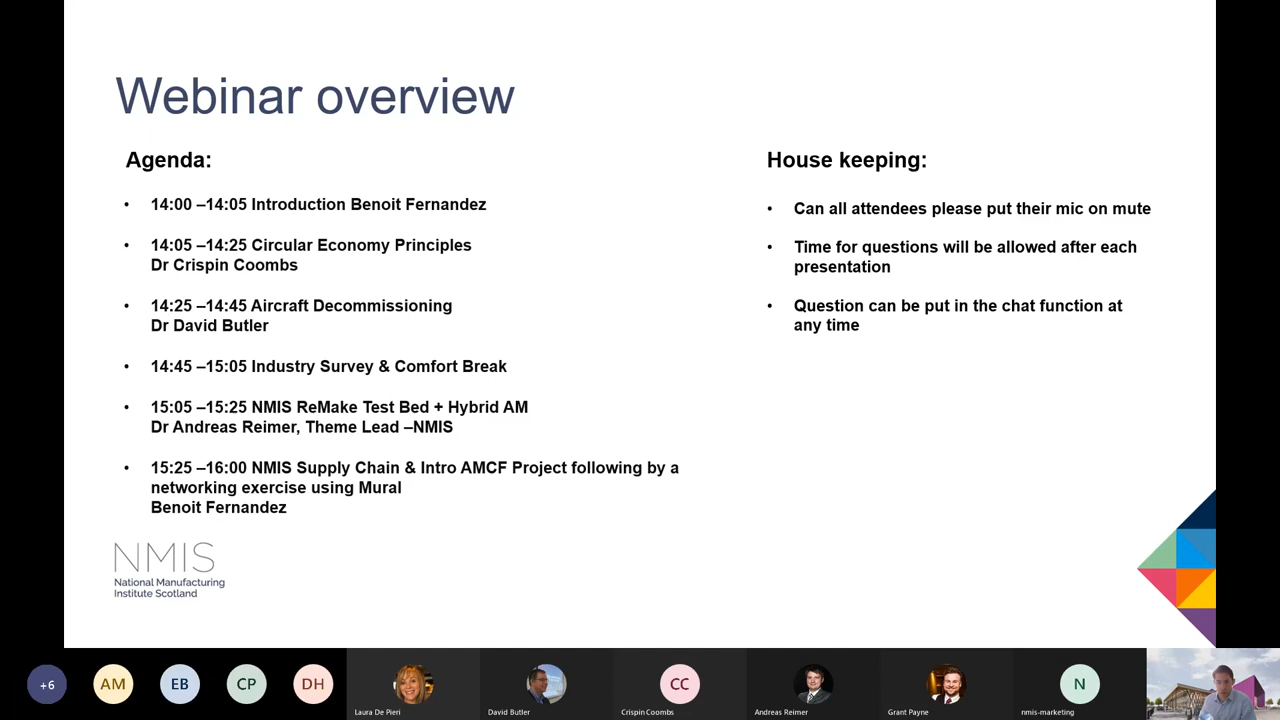 Webinar overview
Agenda:
• 14:00 –14:05 Introduction Benoit Fernandez
• 14:05 –14:25 Circular Economy Principles
Dr Crispin Coombs
• 14:25 –14:45 Aircraft Decommissioning
Dr David Butler
• 14:45 –15:05 Industry Survey & Comfort Break
• 15:05 –15:25 NMIS ReMake Test Bed + Hybrid AM
Dr Andreas Reimer, Theme Lead –NMIS
• 15:25 –16:00 NMIS Supply Chain & Intro AMCF Project following by a
networking exercise using Mural
Benoit Fernandez
House keeping:
• Can all attendees please put their mic on mute
• Time for questions will be allowed after each
presentation
• Question can be put in the chat function at
any time
NMIS
National Manufacturing
Institute Scotland
+6
AM
EB
CP
DH
Laura De Pieri
David Butler
CC
Crispin Coombs
Andreas Reimer
Grant Payne
N
nmis-marketing